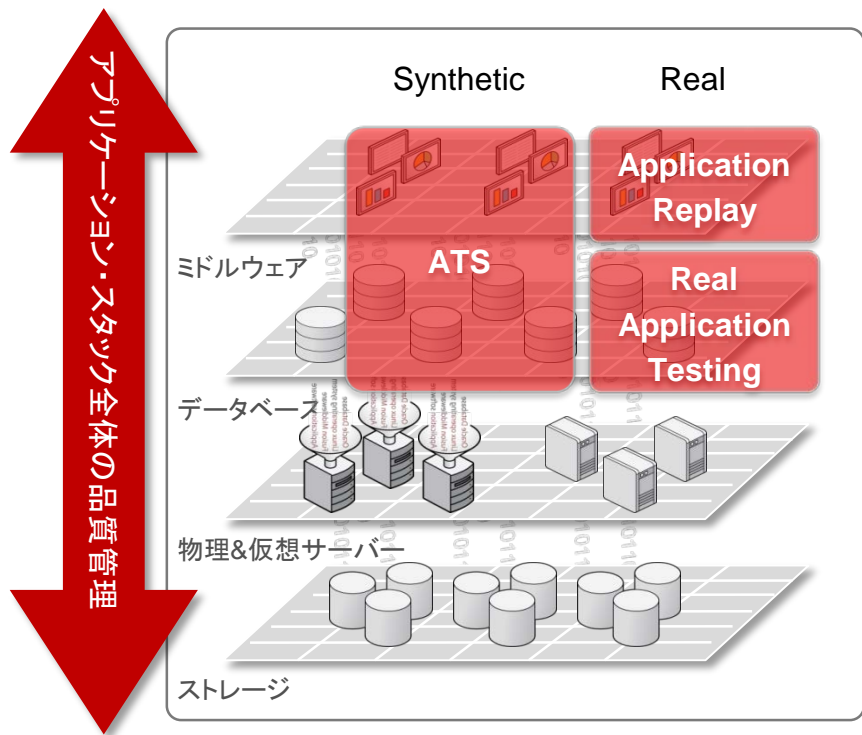 アプリケーション・スタック全体の品質管理
Synthetic
Real
Application
Replay
ミドルウェア
ATS
Real
Application
Testing
データベース
物理&仮想サーバー
ストレージ